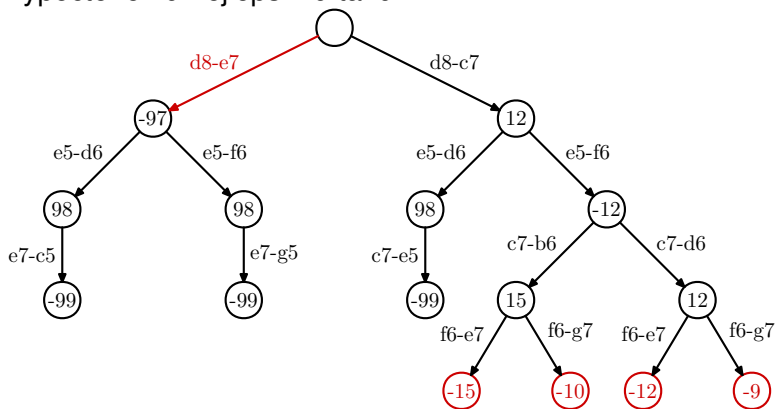 d8-e7 d8-c7
-97 12
e5-d6 e5-f6 e5-d6 e5-f6
98 98 98 -12
e7-c5 e7-g5 c7-e5 c7-b6 c7-d6
-99 -99 -99 15 12
f6-e7 f6-g7 f6-e7 f6-g7
-15 -10 -12 -9